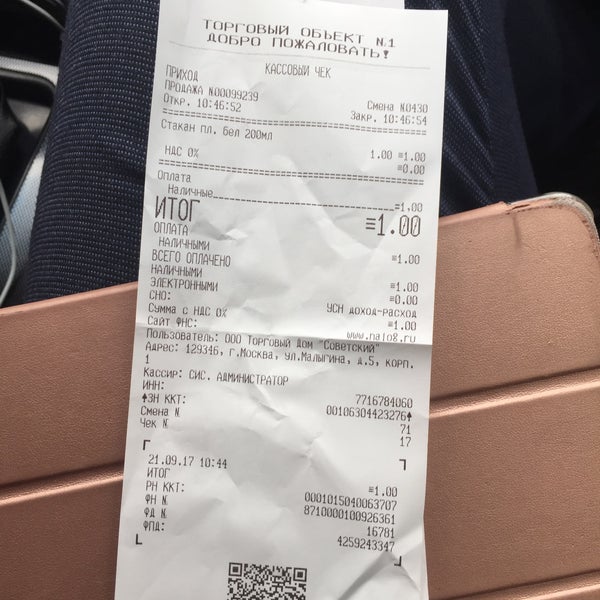 ТОРГОВЫЙ ОБЪЕКТ №1
ДОБРО ПОЖАЛОВАТЬ!
КАССОВЫЙ ЧЕК
ПРИХОД
ПРОДАЖА N00099239 Смена N0430
Откр. 10:46:52 Закр. 10:46:54
Стакан пл. бел 200мл
1.00 ≡1.00
НДС 0% ≡0.00
Оплата
Наличные ≡1.00
ИТОГ ≡1.00
ОПЛАТА
НАЛИЧНЫМИ ≡1.00
ВСЕГО ОПЛАЧЕНО
НАЛИЧНЫМИ ≡1.00
ЭЛЕКТРОННЫМИ ≡0.00
СНО: УСН доход-расход
Сумма с НДС 0% ≡1.00
Сайт ФНС: www.nalog.ru
Пользователь: ООО Торговый Дом "Советский"
Адрес: 129346, г.Москва, ул.Малыгина, д.5, корп.
1
Кассир: СИС. АДМИНИСТРАТОР
ИНН: 7716784060
ЗН ККТ: 00106304423276
Смена N 71
Чек N 17
21.09.17 10:44
ИТОГ ≡1.00
РН ККТ: 0001015040063707
ФН N 8710000100926361
ФД N 16781
ФПД: 4259243347